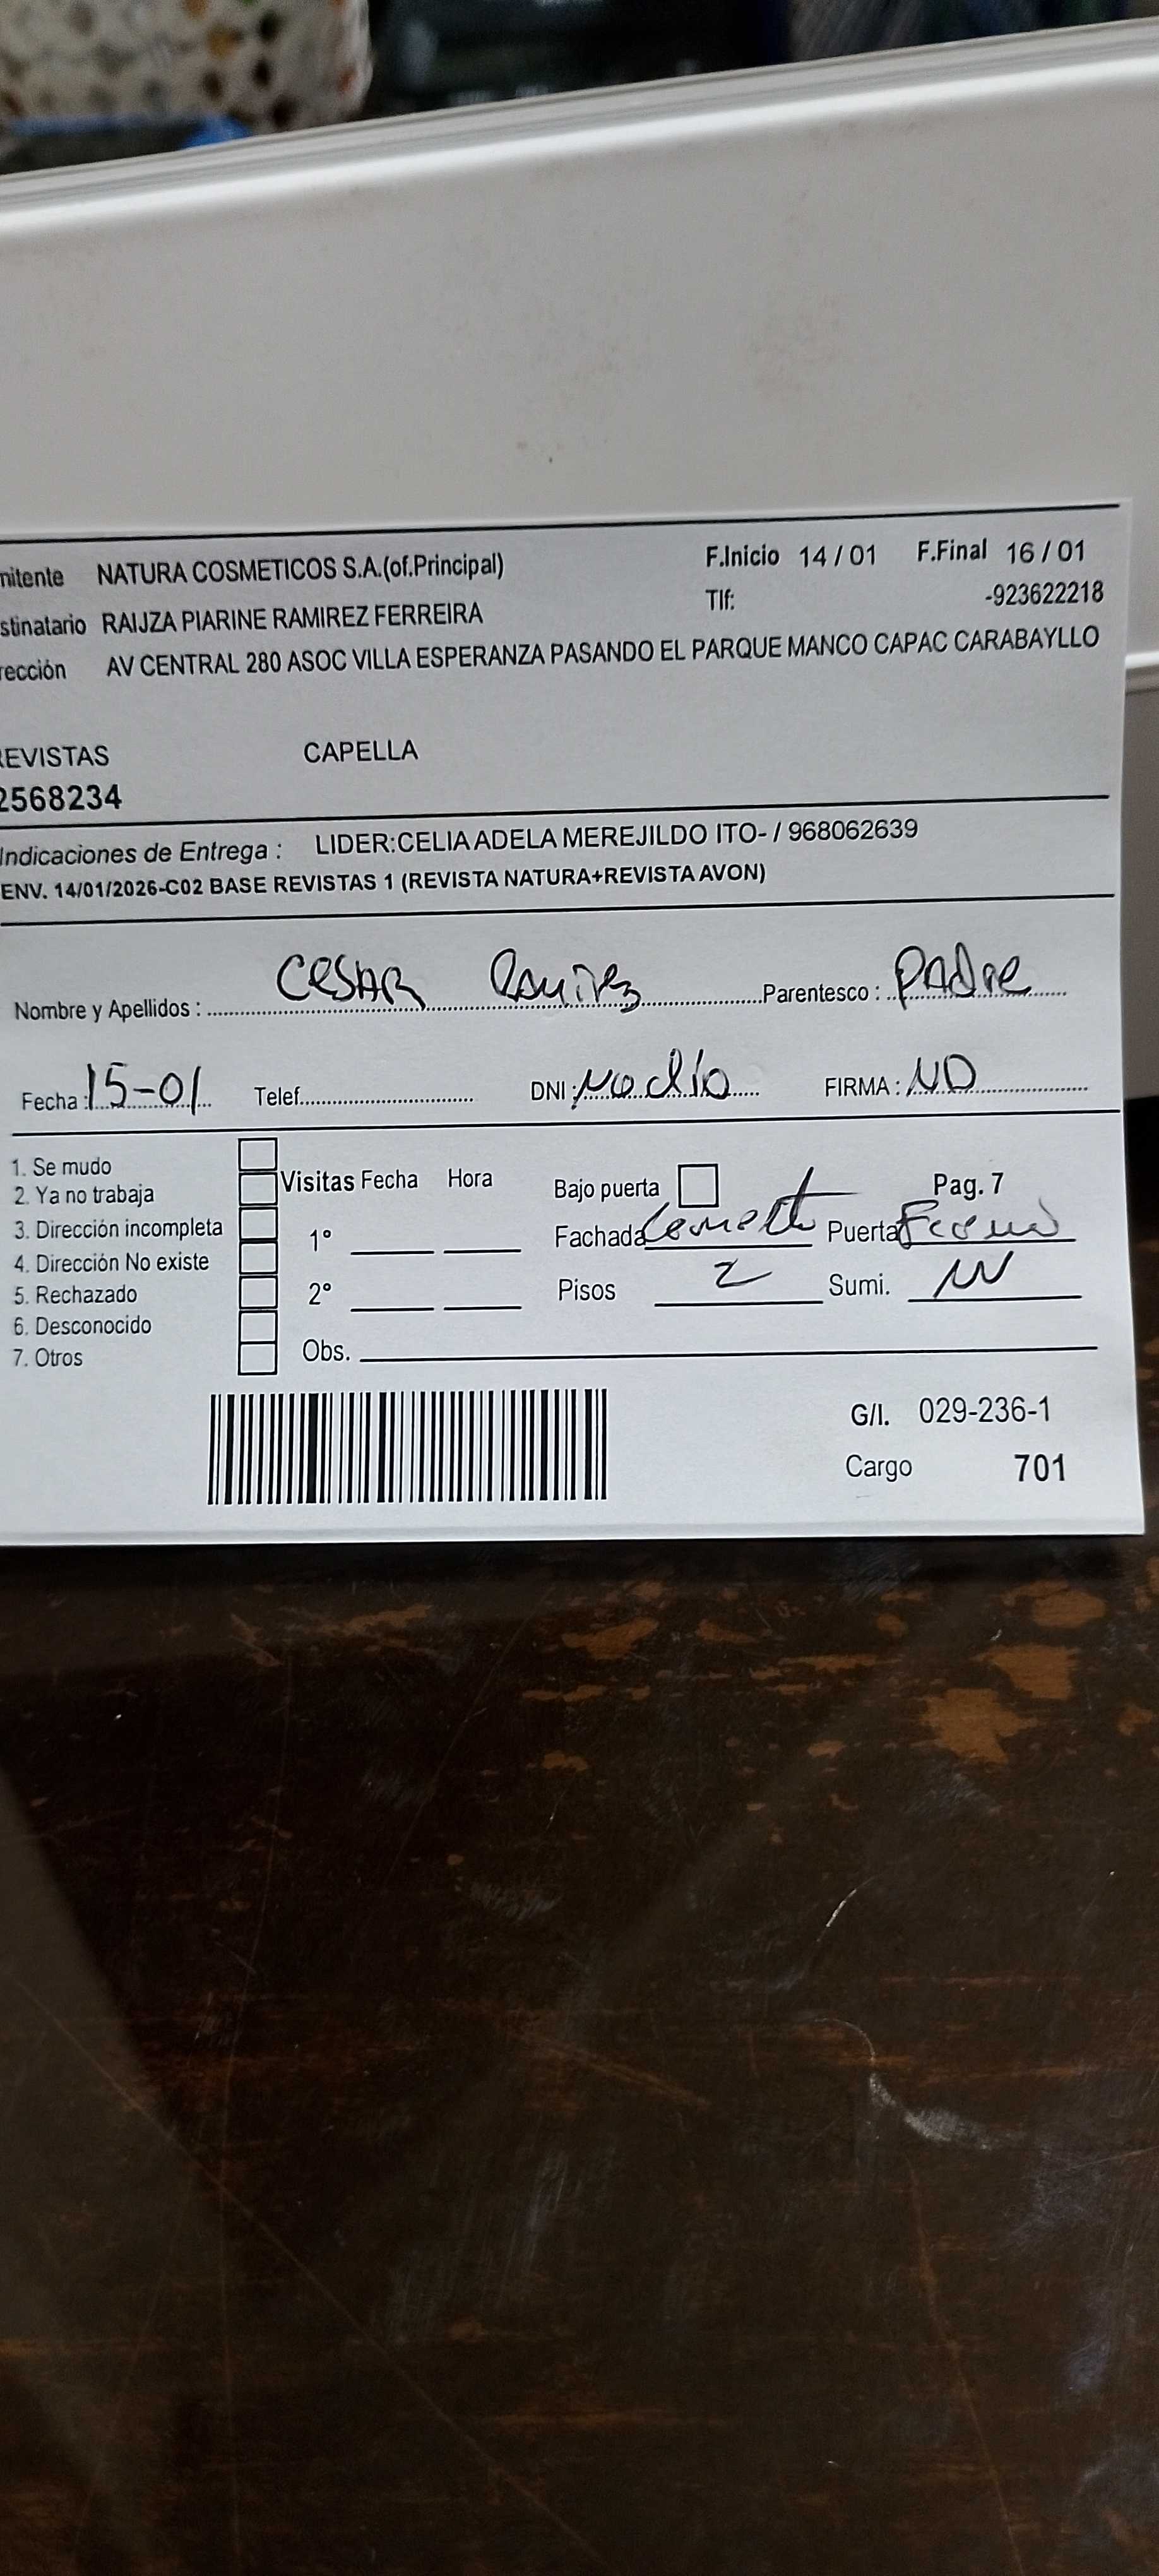 mitente NATURA COSMETICOS S.A.(of.Principal) F.Inicio 14 / 01 F.Final 16 / 01
stinatario RAIJZA PIARINE RAMIREZ FERREIRA Tlf: -923622218
rección AV CENTRAL 280 ASOC VILLA ESPERANZA PASANDO EL PARQUE MANCO CAPAC CARABAYLLO
REVISTAS CAPELLA
2568234
Indicaciones de Entrega : LIDER:CELIA ADELA MEREJILDO ITO- / 968062639
ENV. 14/01/2026-C02 BASE REVISTAS 1 (REVISTA NATURA+REVISTA AVON)
Nombre y Apellidos : CESAR Ramirez Parentesco : PAdre
Fecha : 15-01 Telef. DNI : No dio FIRMA : NO
1. Se mudo
2. Ya no trabaja
3. Dirección incompleta
4. Dirección No existe
5. Rechazado
6. Desconocido
7. Otros
Visitas Fecha Hora
1°
2°
Obs.
Bajo puerta Pag. 7
Fachada Puerta
Pisos 2 Sumi.
G/I. 029-236-1
Cargo 701